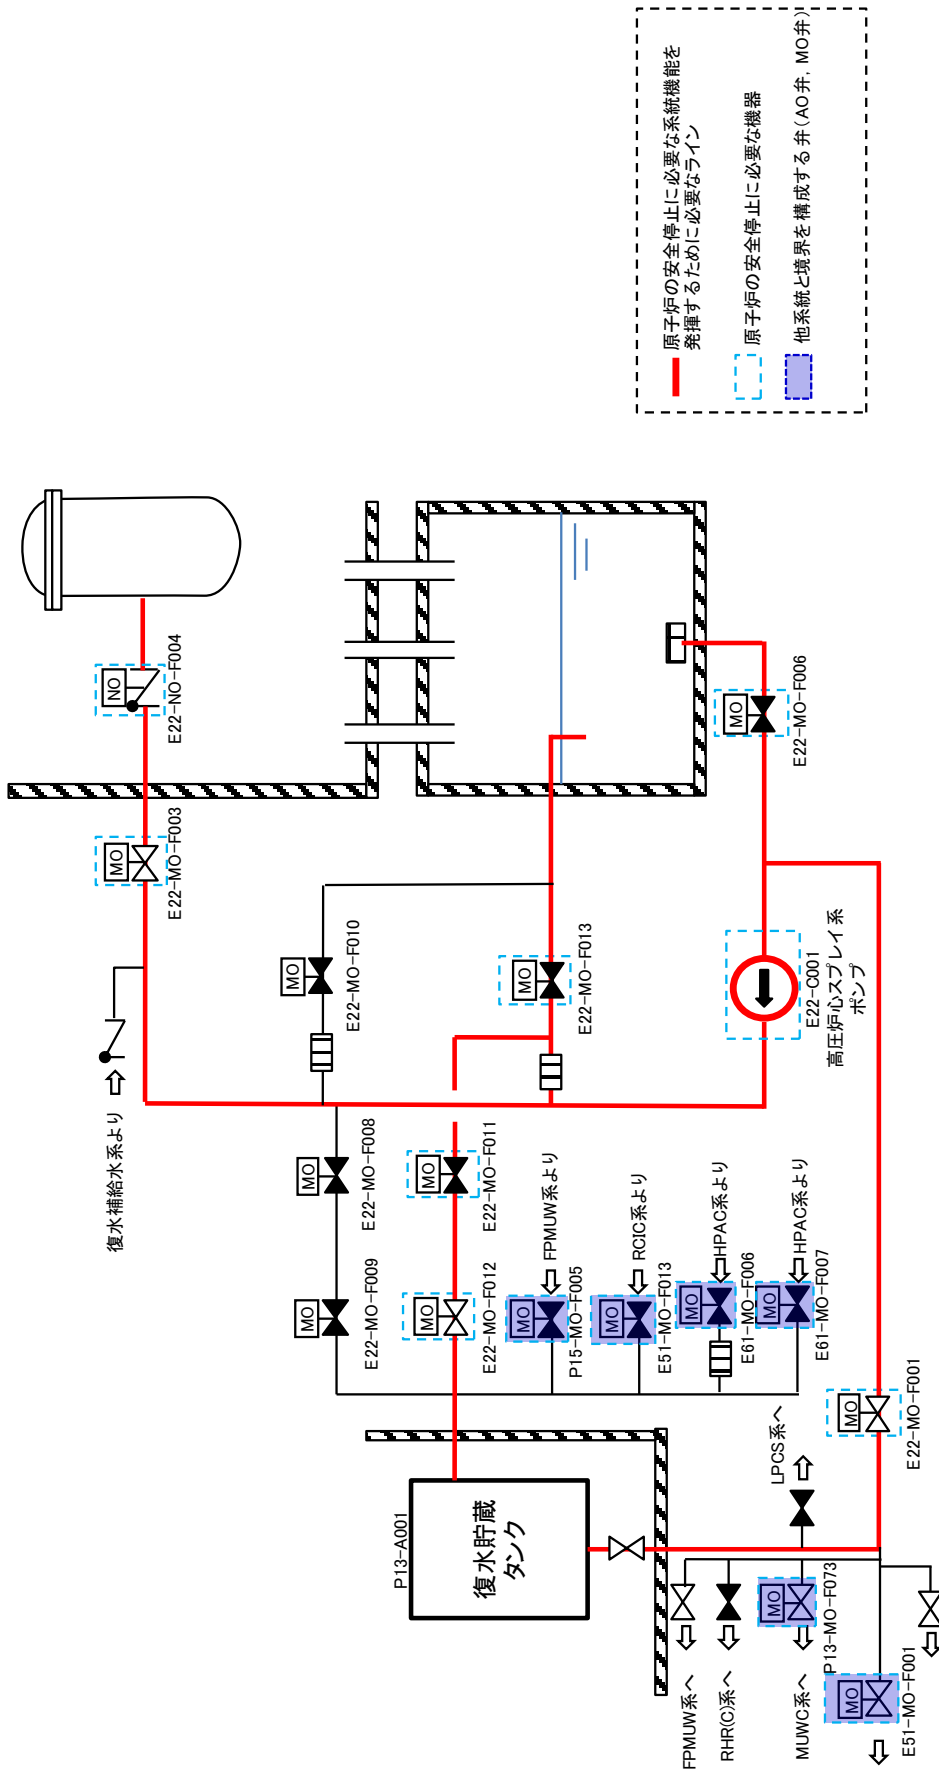 原子炉の安全停止に必要な系統機能を
発揮するために必要なライン
原子炉の安全停止に必要な機器
他系統と境界を構成する弁(AO弁, MO弁)
NO
E22-NO-F004
MO
E22-MO-F003
復水補給水系より
MO
E22-MO-F010
MO
E22-MO-F013
MO
E22-MO-F006
E22-C001
高圧炉心スプレイ系
ポンプ
MO
E22-MO-F008
MO
E22-MO-F009
MO
E22-MO-F011
MO
E22-MO-F012
FPMUW系より
MO
P15-MO-F005
RCIC系より
MO
E51-MO-F013
HPAC系より
MO
E61-MO-F006
HPAC系より
MO
E61-MO-F007
MO
E22-MO-F001
LPCS系へ
P13-A001
復水貯蔵
タンク
FPMUW系へ
RHR(C)系へ
MO
P13-MO-F073
MUWC系へ
MO
E51-MO-F001